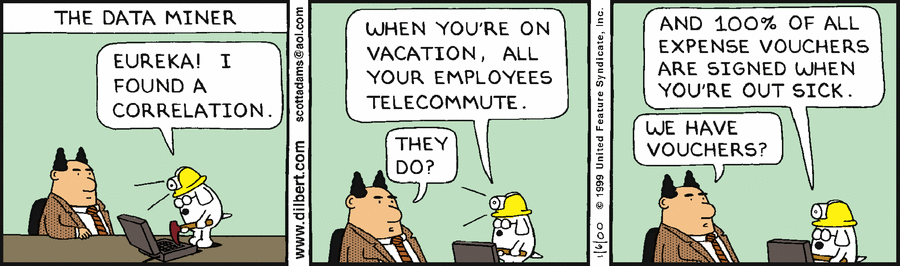 THE DATA MINER
EUREKA! I
FOUND A
CORRELATION.
www.dilbert.com scottadams@aol.com
WHEN YOU'RE ON
VACATION, ALL
YOUR EMPLOYEES
TELECOMMUTE.
THEY
DO?
1/6/00 © 1999 United Feature Syndicate, Inc.
AND 100% OF ALL
EXPENSE VOUCHERS
ARE SIGNED WHEN
YOU'RE OUT SICK.
WE HAVE
VOUCHERS?